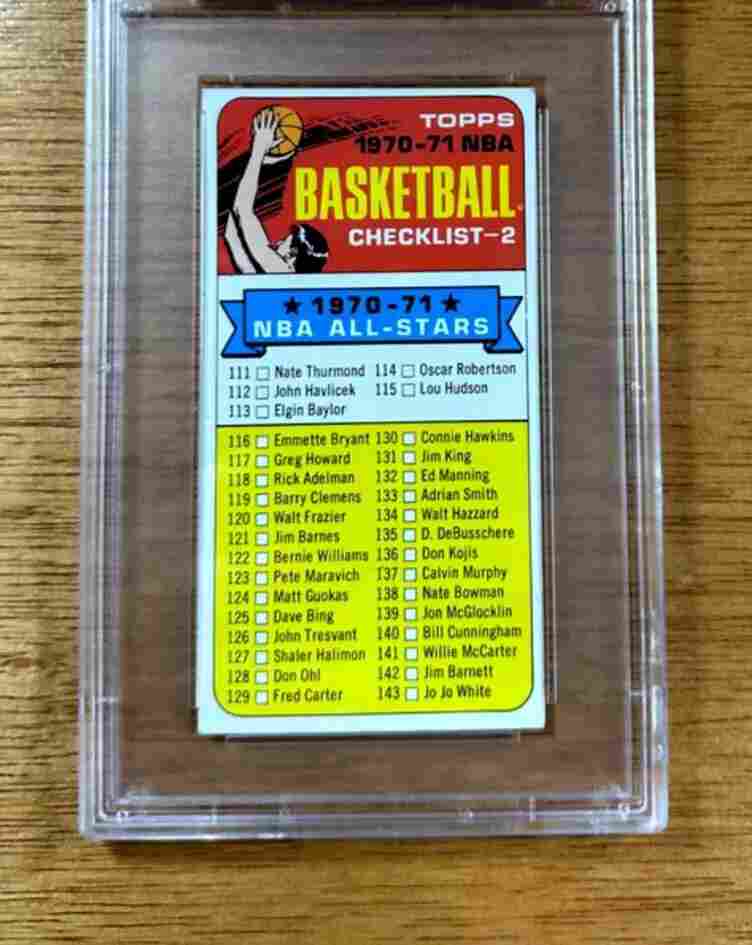 TOPPS
1970-71 NBA
BASKETBALL
CHECKLIST-2
★ 1970-71 ★
NBA ALL-STARS
111 Nate Thurmond 114 Oscar Robertson
112 John Havlicek 115 Lou Hudson
113 Elgin Baylor
116 Emmette Bryant 130 Connie Hawkins
117 Greg Howard 131 Jim King
118 Rick Adelman 132 Ed Manning
119 Barry Clemens 133 Adrian Smith
120 Walt Frazier 134 Walt Hazzard
121 Jim Barnes 135 D. DeBusschere
122 Bernie Williams 136 Don Kojis
123 Pete Maravich 137 Calvin Murphy
124 Matt Guokas 138 Nate Bowman
125 Dave Bing 139 Jon McGlocklin
126 John Tresvant 140 Bill Cunningham
127 Shaler Halimon 141 Willie McCarter
128 Don Ohl 142 Jim Barnett
129 Fred Carter 143 Jo Jo White